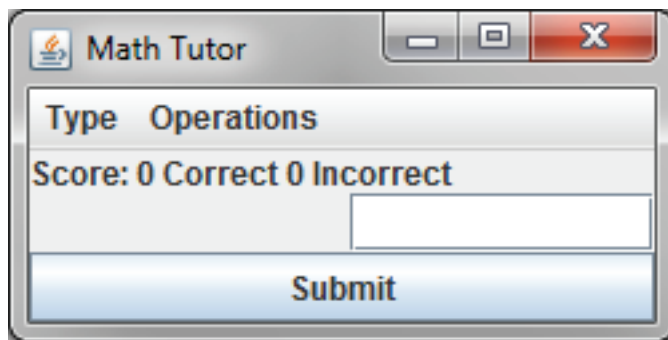 Math Tutor
Type Operations
Score: 0 Correct 0 Incorrect
Submit